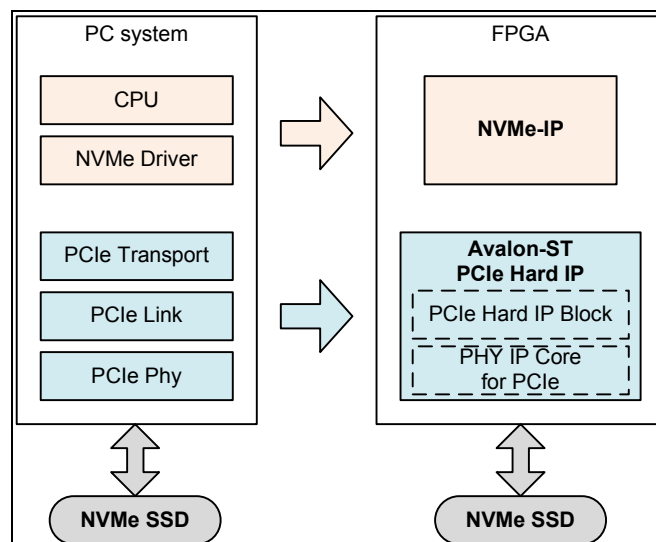 PC system
CPU
NVMe Driver
PCIe Transport
PCIe Link
PCIe Phy
NVMe SSD
FPGA
NVMe-IP
Avalon-ST
PCIe Hard IP
PCIe Hard IP Block
PHY IP Core
for PCIe
NVMe SSD